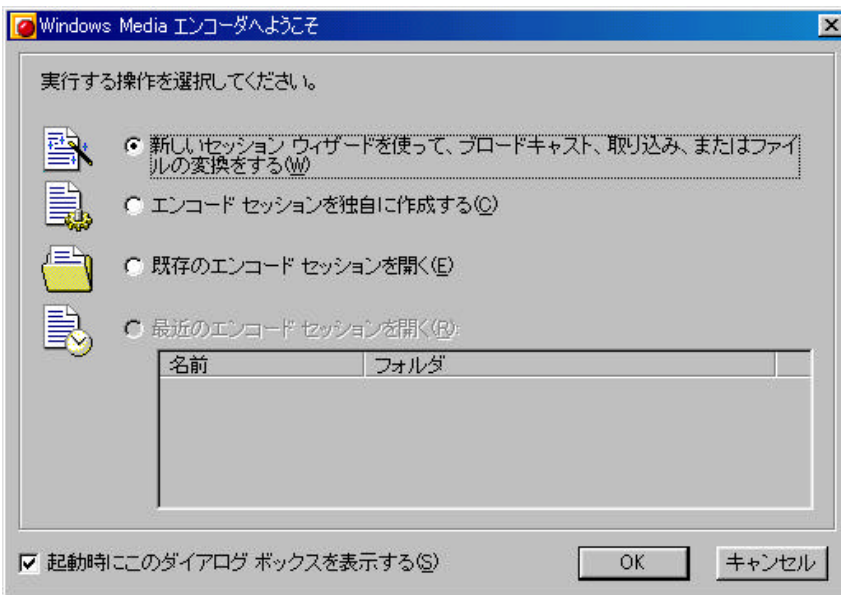 Windows Media エンコーダへようこそ
実行する操作を選択してください。
新しいセッション ウィザードを使って、ブロードキャスト、取り込み、またはファイ
ルの変換をする(W)
エンコード セッションを独自に作成する(C)
既存のエンコード セッションを開く(E)
最近のエンコード セッションを開く(R):
名前 フォルダ
起動時にこのダイアログ ボックスを表示する(S) OK キャンセル